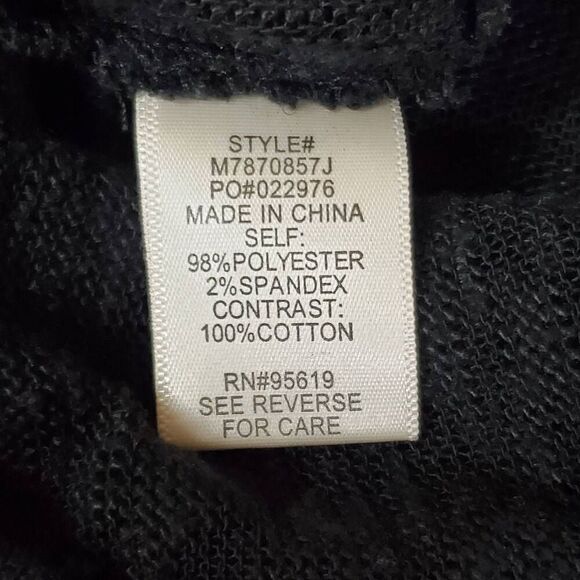 STYLE#
M7870857J
PO#022976
MADE IN CHINA
SELF:
98%POLYESTER
2%SPANDEX
CONTRAST:
100%COTTON
RN#95619
SEE REVERSE
FOR CARE